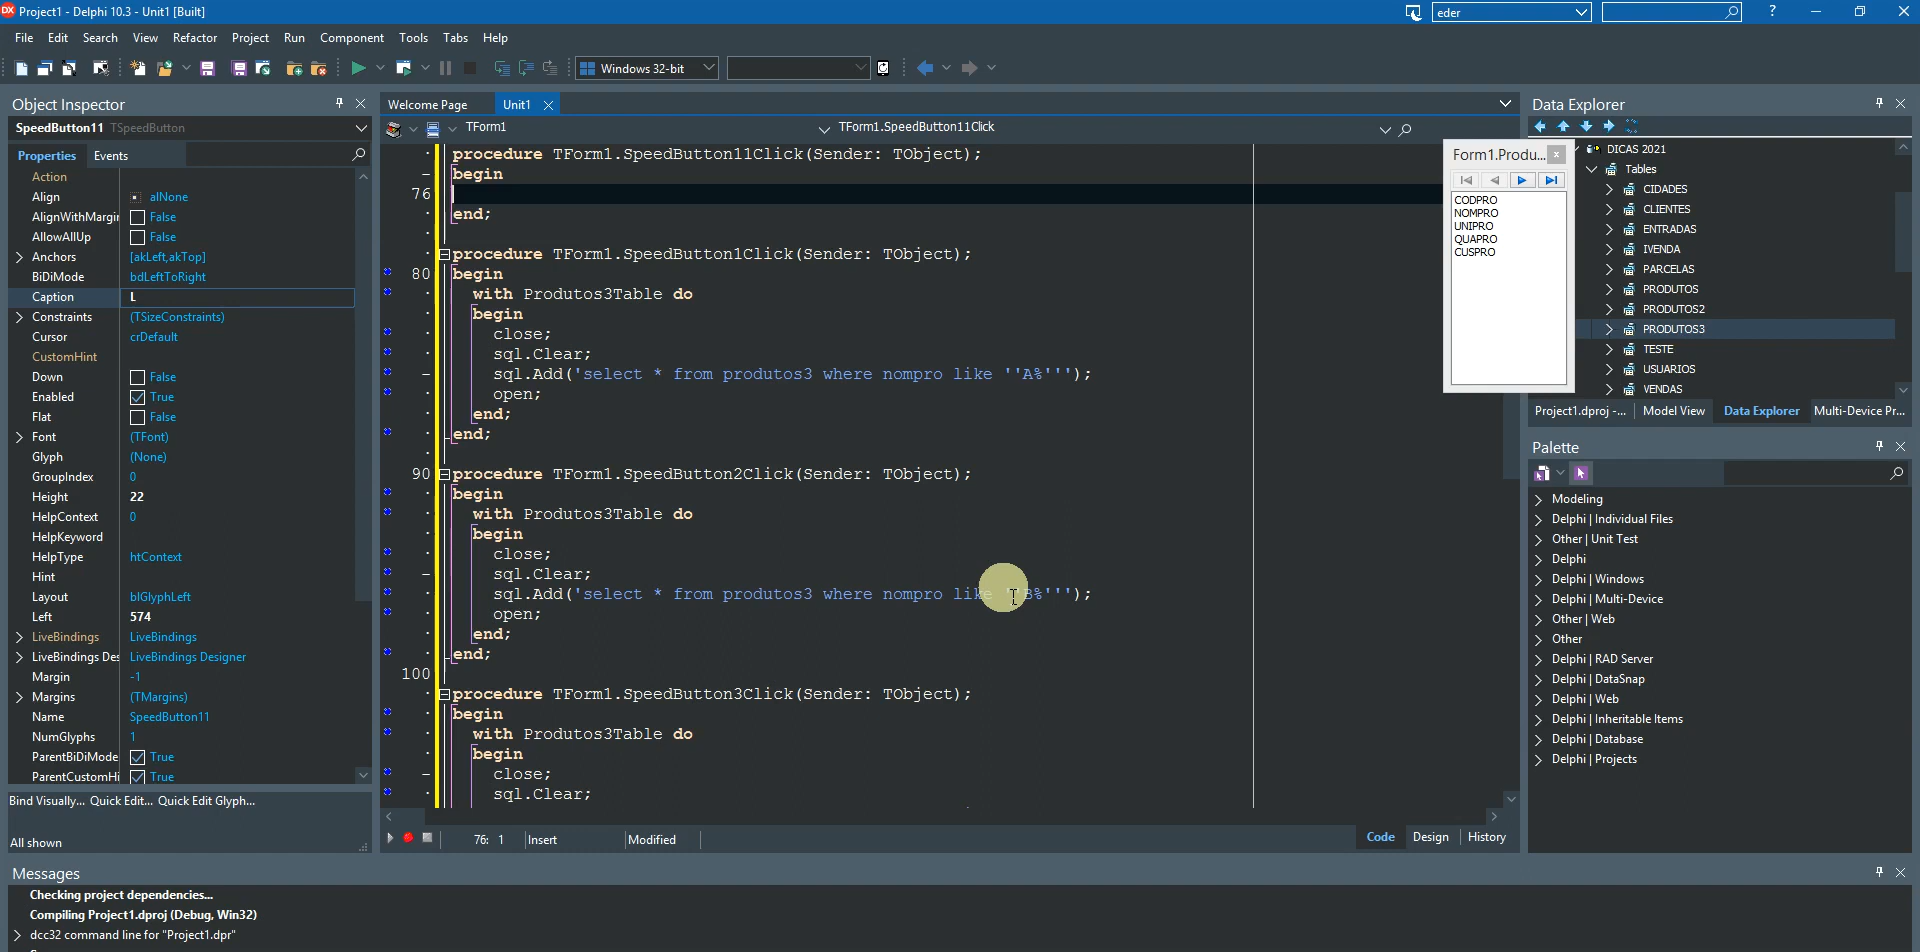 DX Project1 - Delphi 10.3 - Unit1 [Built]
eder
?
File Edit Search View Refactor Project Run Component Tools Tabs Help
Windows 32-bit
Object Inspector
SpeedButton11 TSpeedButton
Properties Events
Action
Align alNone
AlignWithMargin False
AllowAllUp False
Anchors [akLeft,akTop]
BiDiMode bdLeftToRight
Caption L
Constraints (TSizeConstraints)
Cursor crDefault
CustomHint
Down False
Enabled True
Flat False
Font (TFont)
Glyph (None)
GroupIndex 0
Height 22
HelpContext 0
HelpKeyword
HelpType htContext
Hint
Layout blGlyphLeft
Left 574
LiveBindings LiveBindings
LiveBindings Des LiveBindings Designer
Margin -1
Margins (TMargins)
Name SpeedButton11
NumGlyphs 1
ParentBiDiMode True
ParentCustomHi True
Bind Visually... Quick Edit... Quick Edit Glyph...
All shown
Welcome Page Unit1
TForm1 TForm1.SpeedButton11Click
procedure TForm1.SpeedButton11Click(Sender: TObject);
begin
76
end;
procedure TForm1.SpeedButton1Click(Sender: TObject);
80 begin
with Produtos3Table do
begin
close;
sql.Clear;
sql.Add('select * from produtos3 where nompro like ''A%''');
open;
end;
end;
90 procedure TForm1.SpeedButton2Click(Sender: TObject);
begin
with Produtos3Table do
begin
close;
sql.Clear;
sql.Add('select * from produtos3 where nompro like ''B%''');
open;
end;
end;
100
procedure TForm1.SpeedButton3Click(Sender: TObject);
begin
with Produtos3Table do
begin
close;
sql.Clear;
76: 1 Insert Modified
Code Design History
Form1.Produ...
CODPRO
NOMPRO
UNIPRO
QUAPRO
CUSPRO
Data Explorer
DICAS 2021
Tables
CIDADES
CLIENTES
ENTRADAS
IVENDA
PARCELAS
PRODUTOS
PRODUTOS2
PRODUTOS3
TESTE
USUARIOS
VENDAS
Project1.dproj -... Model View Data Explorer Multi-Device Pr...
Palette
Modeling
Delphi | Individual Files
Other | Unit Test
Delphi
Delphi | Windows
Delphi | Multi-Device
Other | Web
Other
Delphi | RAD Server
Delphi | DataSnap
Delphi | Web
Delphi | Inheritable Items
Delphi | Database
Delphi | Projects
Messages
Checking project dependencies...
Compiling Project1.dproj (Debug, Win32)
dcc32 command line for "Project1.dpr"